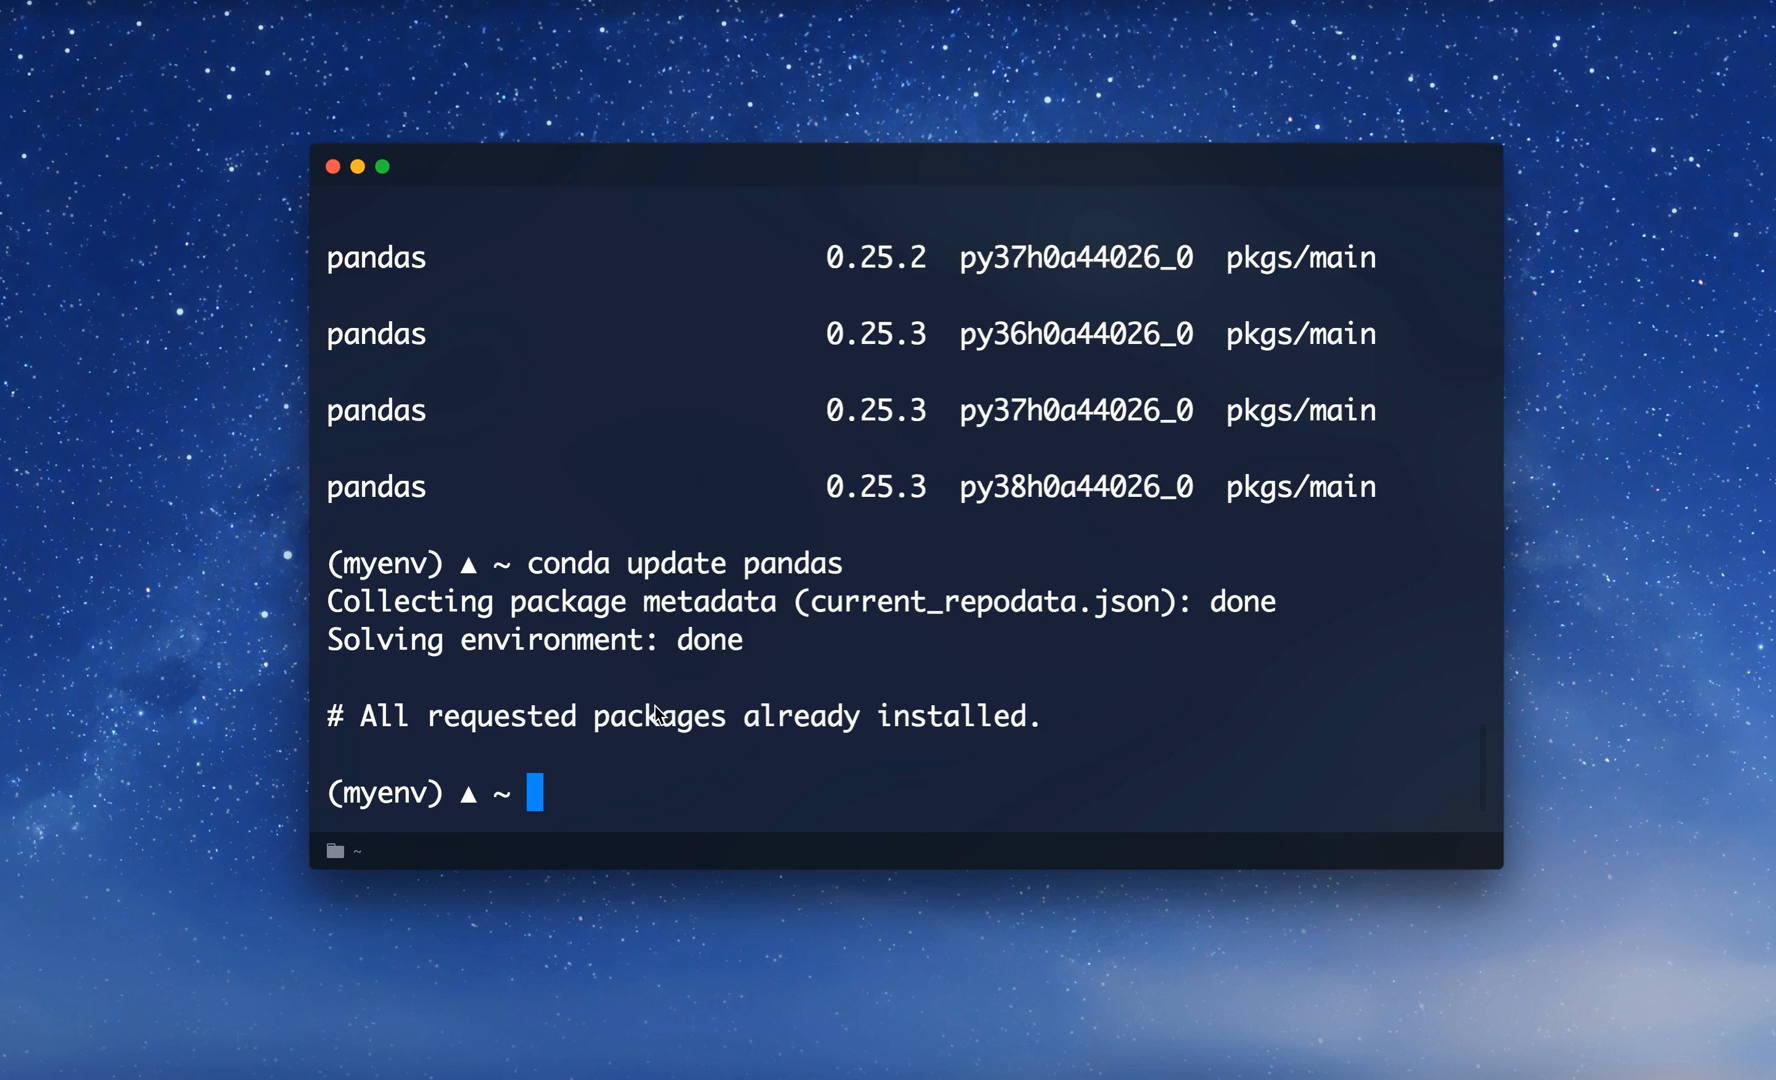 pandas 0.25.2 py37h0a44026_0 pkgs/main
pandas 0.25.3 py36h0a44026_0 pkgs/main
pandas 0.25.3 py37h0a44026_0 pkgs/main
pandas 0.25.3 py38h0a44026_0 pkgs/main
(myenv) ▲ ~ conda update pandas
Collecting package metadata (current_repodata.json): done
Solving environment: done
# All requested packages already installed.
(myenv) ▲ ~
~